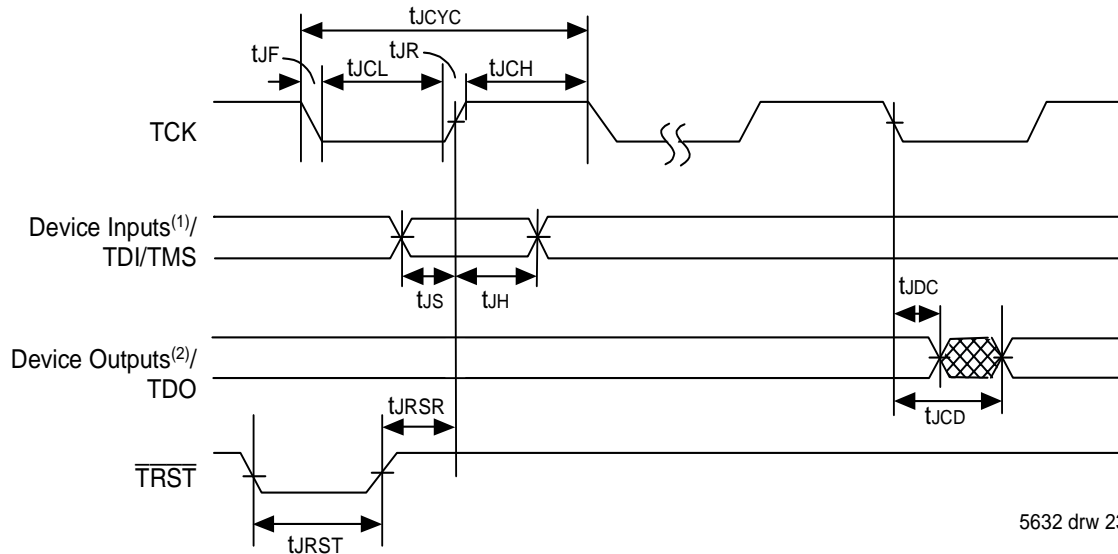 tJCYC
tJF
tJR
tJCL
tJCH
TCK
Device Inputs(1)/
TDI/TMS
tJS
tJH
tJDC
Device Outputs(2)/
TDO
tJRSR
tJCD
TRST
tJRST
5632 drw 23